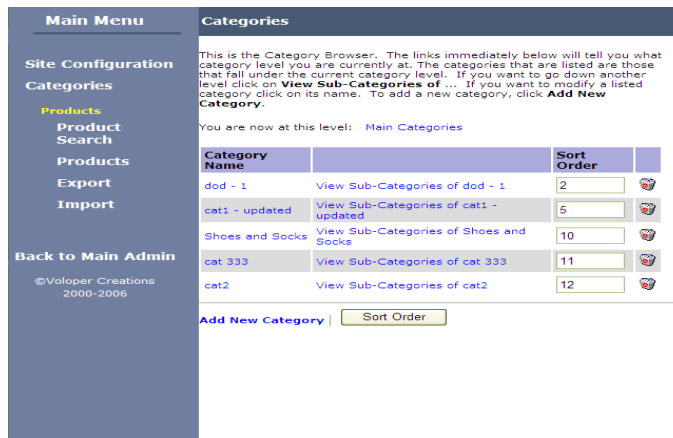 Main Menu
Site Configuration
Categories
Products
Product
Search
Products
Export
Import
Back to Main Admin
©Voloper Creations
2000-2006
Categories
This is the Category Browser. The links immediately below will tell you what
category level you are currently at. The categories that are listed are those
that fall under the current category level. If you want to go down another
level click on View Sub-Categories of ... If you want to modify a listed
category click on its name. To add a new category, click Add New
Category.
You are now at this level: Main Categories
Category
Name
Sort
Order
dod - 1 View Sub-Categories of dod - 1 2
cat1 - updated View Sub-Categories of cat1 -
updated 5
Shoes and Socks View Sub-Categories of Shoes and
Socks 10
cat 333 View Sub-Categories of cat 333 11
cat2 View Sub-Categories of cat2 12
Add New Category | Sort Order